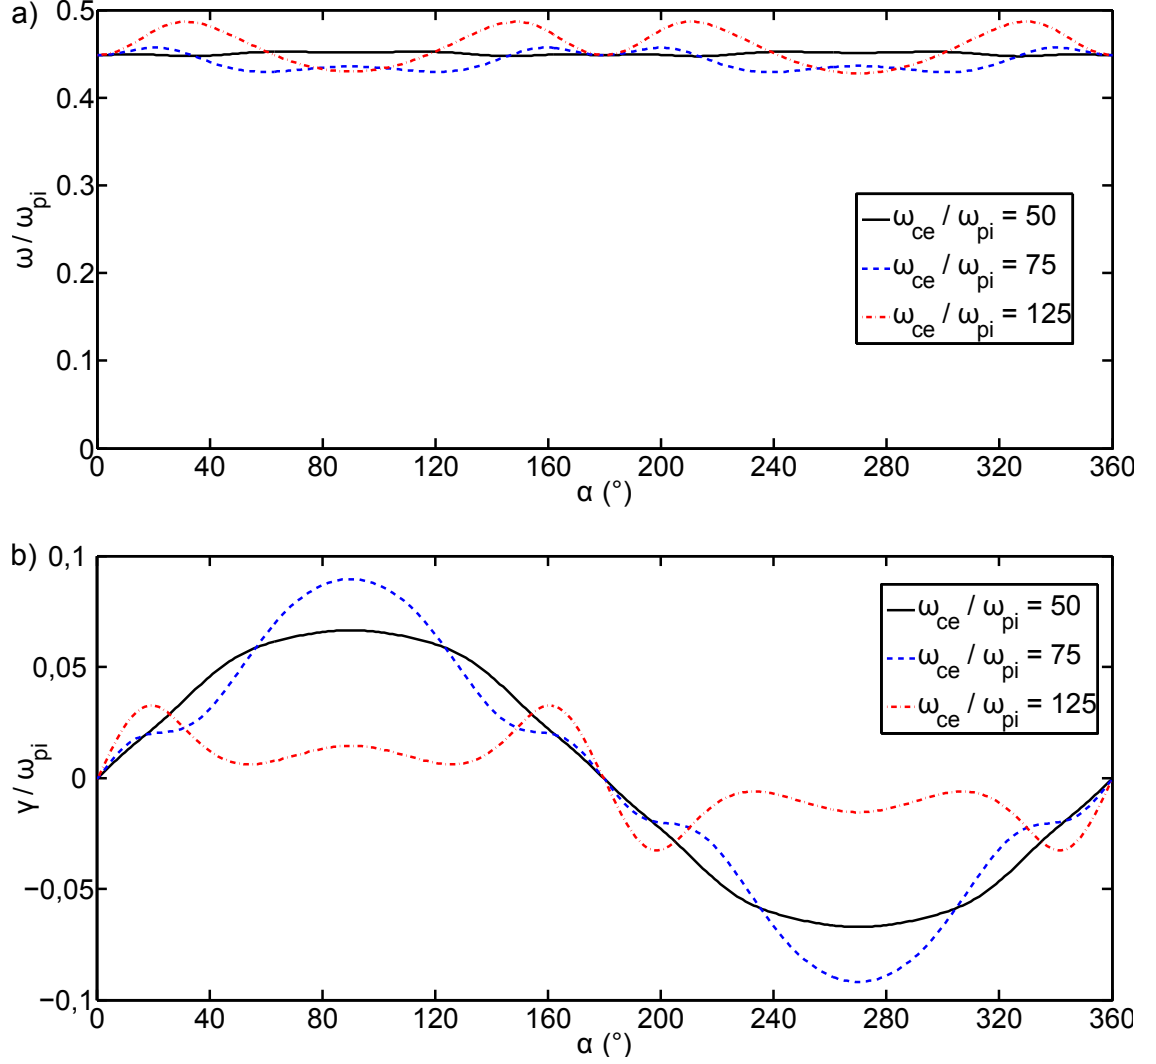 a)
0.5
0.4
0.3
0.2
0.1
0
ω / ω_pi
ω_ce / ω_pi = 50
ω_ce / ω_pi = 75
ω_ce / ω_pi = 125
0 40 80 120 160 200 240 280 320 360
α (°)
b)
0,1
0,05
0
−0,05
−0,1
γ / ω_pi
ω_ce / ω_pi = 50
ω_ce / ω_pi = 75
ω_ce / ω_pi = 125
0 40 80 120 160 200 240 280 320 360
α (°)